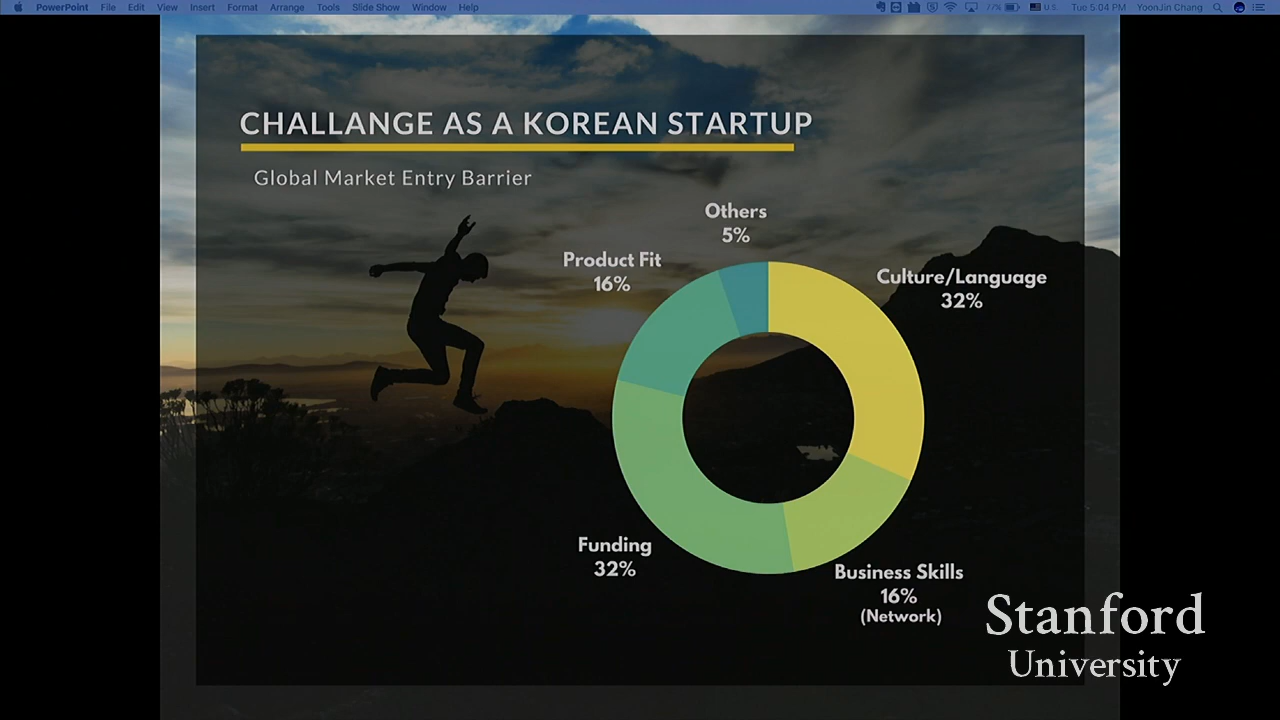 PowerPoint File Edit View Insert Format Arrange Tools Slide Show Window Help 77% U.S. Tue 5:04 PM YoonJin Chang
CHALLANGE AS A KOREAN STARTUP
Global Market Entry Barrier
Others
5%
Product Fit
16%
Culture/Language
32%
Funding
32%
Business Skills
16%
(Network)
Stanford
University